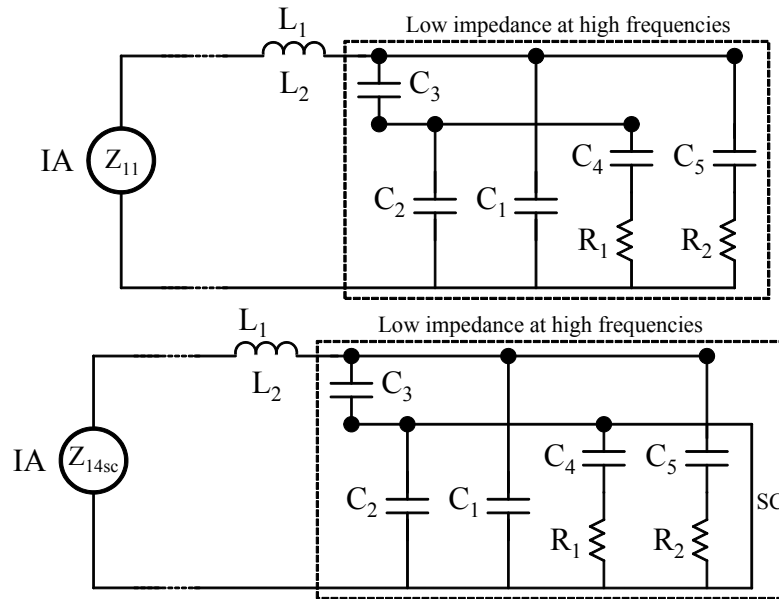 Low impedance at high frequencies
L₁
L₂
C₃
IA
Z₁₁
C₄
C₅
C₂
C₁
R₁
R₂
Low impedance at high frequencies
L₁
L₂
C₃
IA
Z₁₄sc
C₄
C₅
C₂
C₁
SC
R₁
R₂